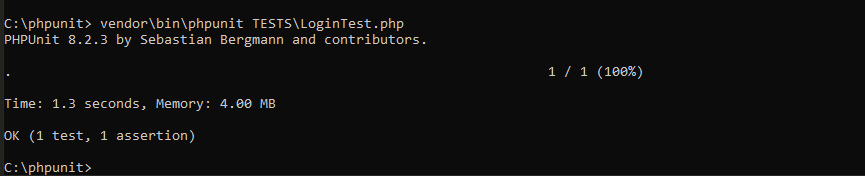 C:\phpunit> vendor\bin\phpunit TESTS\LoginTest.php
PHPUnit 8.2.3 by Sebastian Bergmann and contributors.
. 1 / 1 (100%)
Time: 1.3 seconds, Memory: 4.00 MB
OK (1 test, 1 assertion)
C:\phpunit>